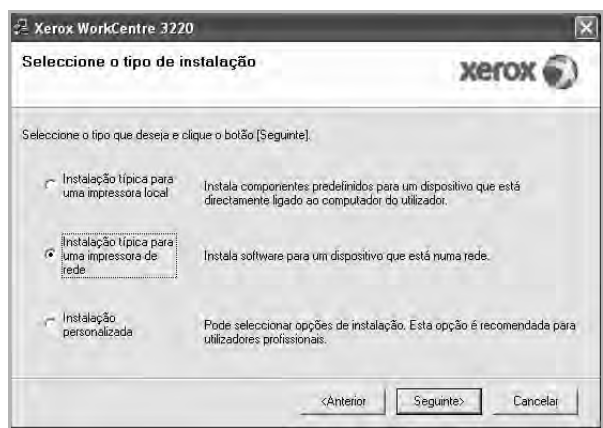 Xerox WorkCentre 3220
Seleccione o tipo de instalação
xerox
Seleccione o tipo que deseja e clique o botão [Seguinte].
Instalação típica para
uma impressora local
Instala componentes predefinidos para um dispositivo que está
directamente ligado ao computador do utilizador.
Instalação típica para
uma impressora de
rede
Instala software para um dispositivo que está numa rede.
Instalação
personalizada
Pode seleccionar opções de instalação. Esta opção é recomendada para
utilizadores profissionais.
<Anterior
Seguinte>
Cancelar